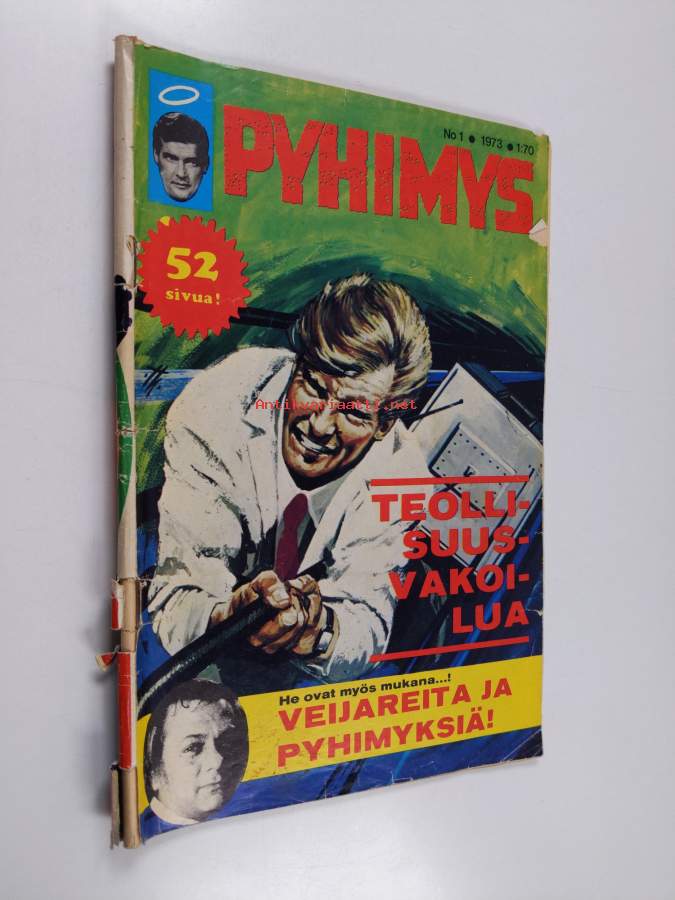 No 1 ● 1973 ● 1:70
PYHIMYS
52
sivua!
Antikvariaatti.net
TEOLLI-
SUUS-
VAKOI-
LUA
He ovat myös mukana...!
VEIJAREITA JA
PYHIMYKSIÄ!